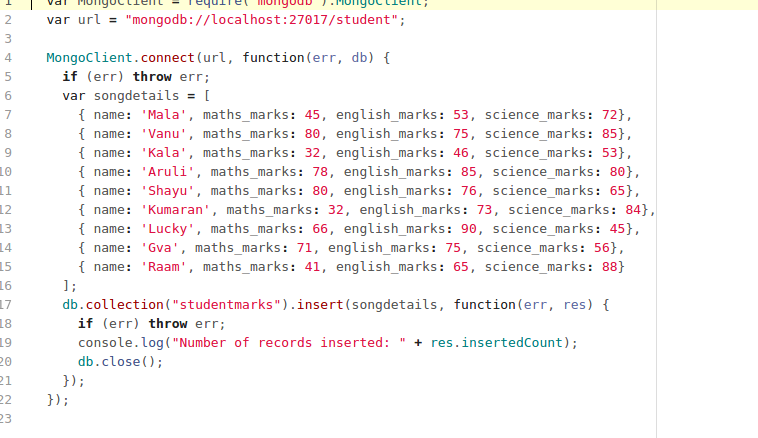 1 var MongoClient = require('mongodb').MongoClient;
2 var url = "mongodb://localhost:27017/student";
3
4 MongoClient.connect(url, function(err, db) {
5 if (err) throw err;
6 var songdetails = [
7 { name: 'Mala', maths_marks: 45, english_marks: 53, science_marks: 72},
8 { name: 'Vanu', maths_marks: 80, english_marks: 75, science_marks: 85},
9 { name: 'Kala', maths_marks: 32, english_marks: 46, science_marks: 53},
10 { name: 'Aruli', maths_marks: 78, english_marks: 85, science_marks: 80},
11 { name: 'Shayu', maths_marks: 80, english_marks: 76, science_marks: 65},
12 { name: 'Kumaran', maths_marks: 32, english_marks: 73, science_marks: 84},
13 { name: 'Lucky', maths_marks: 66, english_marks: 90, science_marks: 45},
14 { name: 'Gva', maths_marks: 71, english_marks: 75, science_marks: 56},
15 { name: 'Raam', maths_marks: 41, english_marks: 65, science_marks: 88}
16 ];
17 db.collection("studentmarks").insert(songdetails, function(err, res) {
18 if (err) throw err;
19 console.log("Number of records inserted: " + res.insertedCount);
20 db.close();
21 });
22 });
23